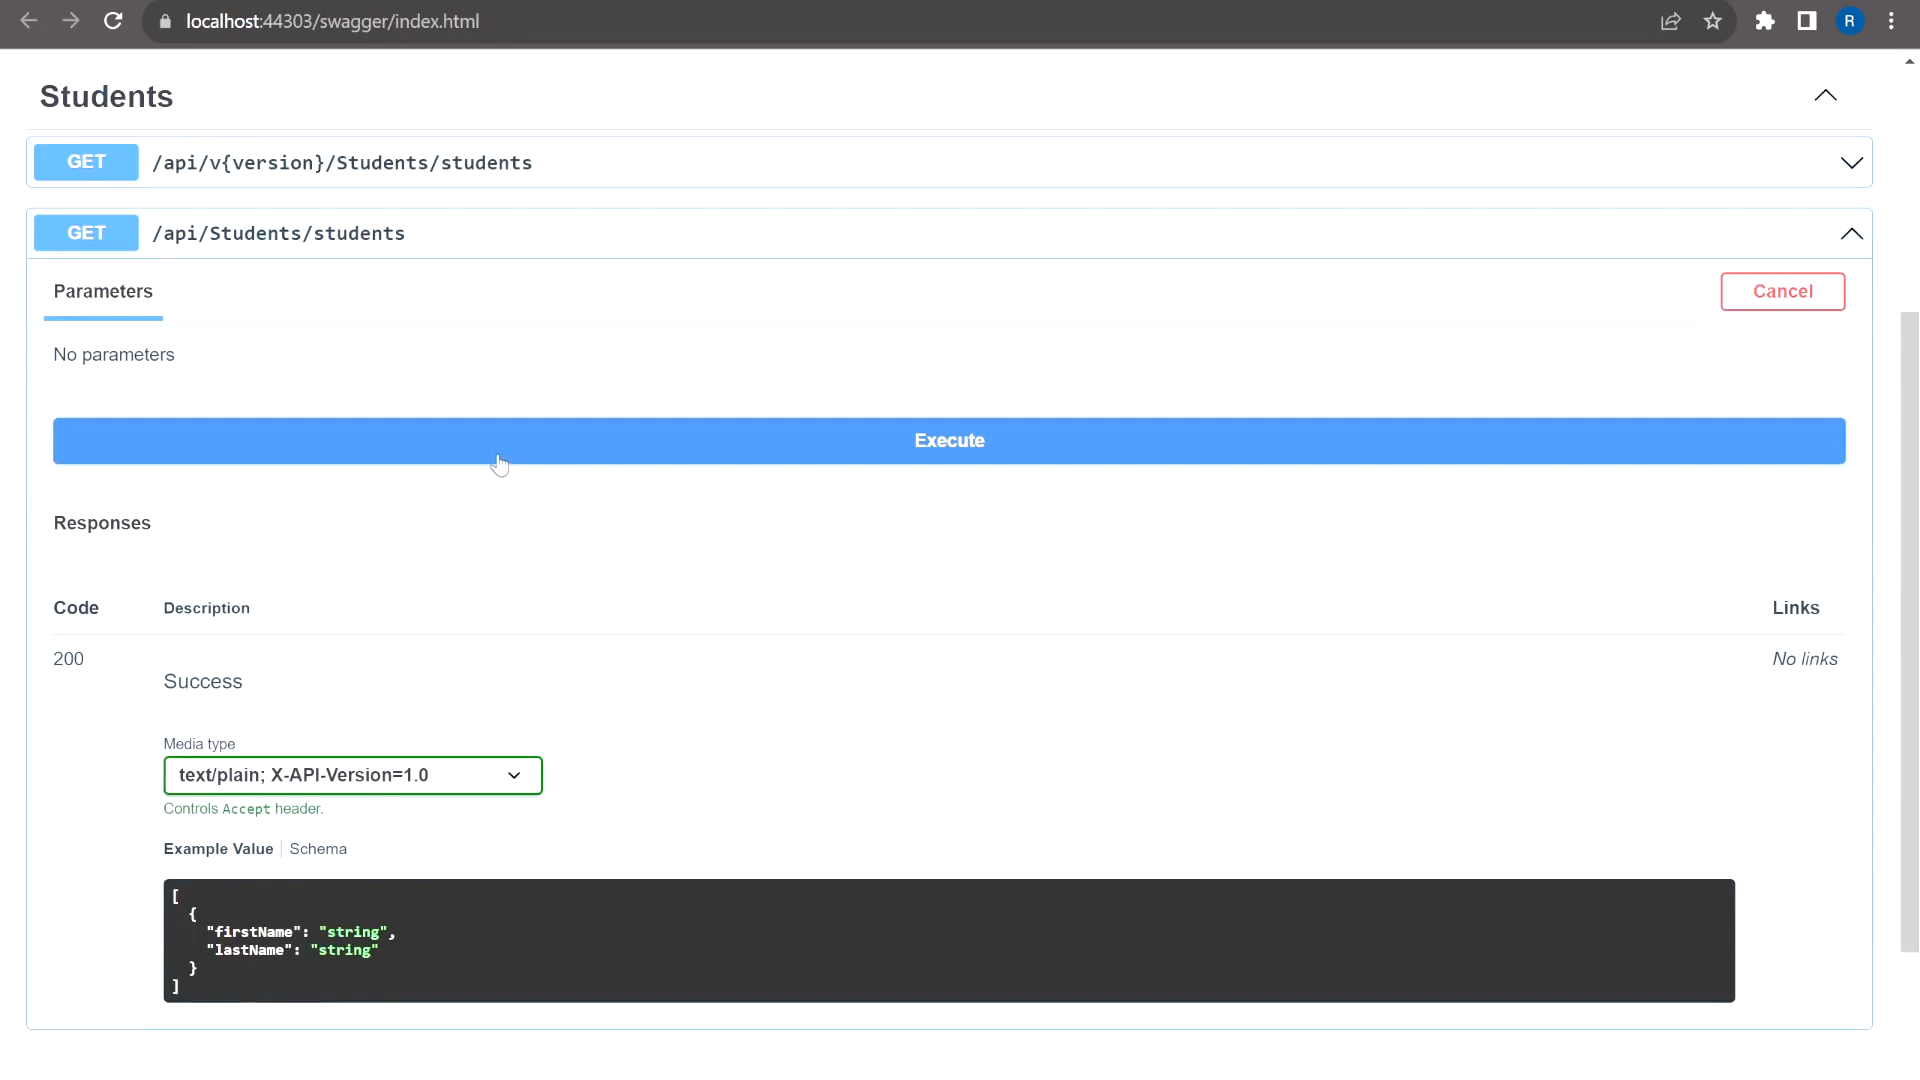 localhost:44303/swagger/index.html
R
Students
GET /api/v{version}/Students/students
GET /api/Students/students
Parameters
Cancel
No parameters
Execute
Responses
Code Description Links
200 No links
Success
Media type
text/plain; X-API-Version=1.0
Controls Accept header.
Example Value Schema
[
{
"firstName": "string",
"lastName": "string"
}
]